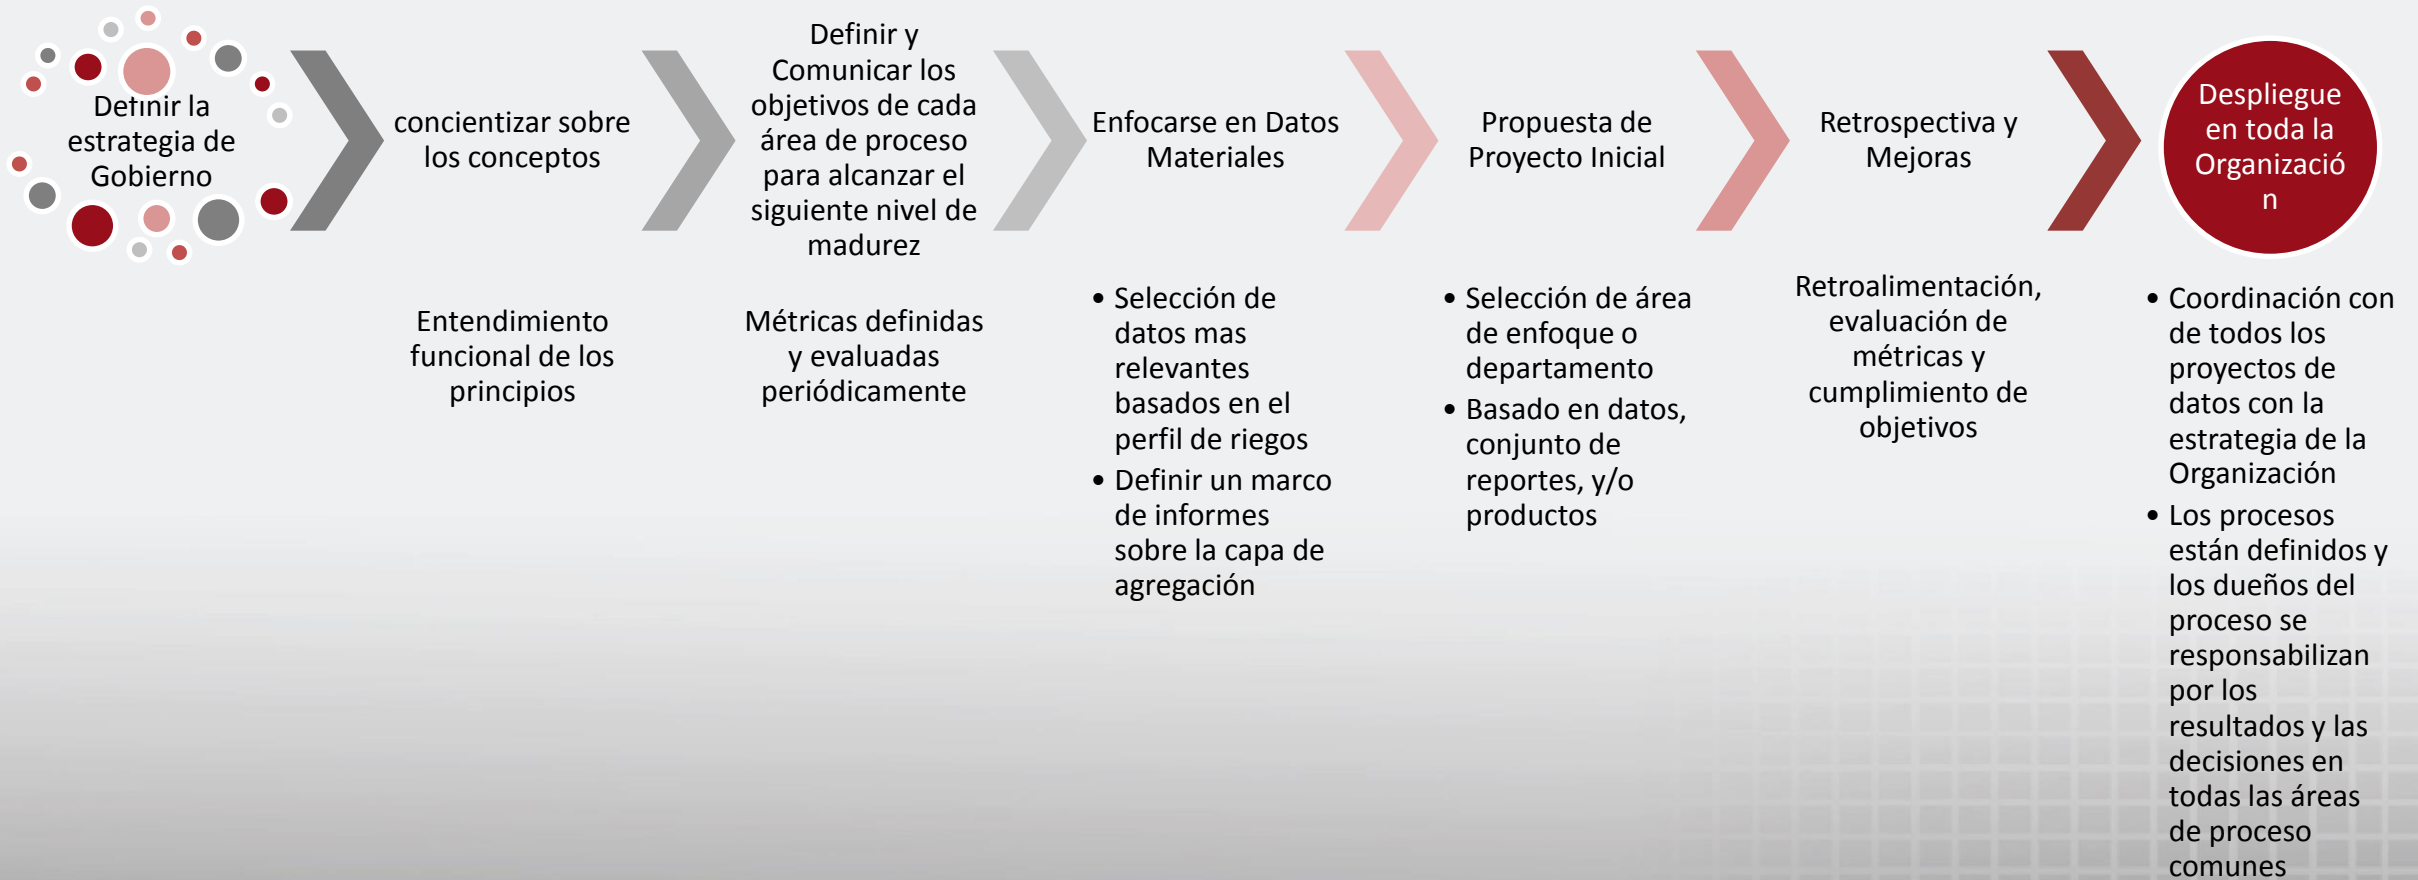 Definir la
estrategia de
Gobierno
concientizar sobre
los conceptos
Entendimiento
funcional de los
principios
Definir y
Comunicar los
objetivos de cada
área de proceso
para alcanzar el
siguiente nivel de
madurez
Métricas definidas
y evaluadas
periódicamente
Enfocarse en Datos
Materiales
• Selección de
datos mas
relevantes
basados en el
perfil de riegos
• Definir un marco
de informes
sobre la capa de
agregación
Propuesta de
Proyecto Inicial
• Selección de área
de enfoque o
departamento
• Basado en datos,
conjunto de
reportes, y/o
productos
Retrospectiva y
Mejoras
Retroalimentación,
evaluación de
métricas y
cumplimiento de
objetivos
Despliegue
en toda la
Organizació
n
• Coordinación con
de todos los
proyectos de
datos con la
estrategia de la
Organización
• Los procesos
están definidos y
los dueños del
proceso se
responsabilizan
por los
resultados y las
decisiones en
todas las áreas
de proceso
comunes